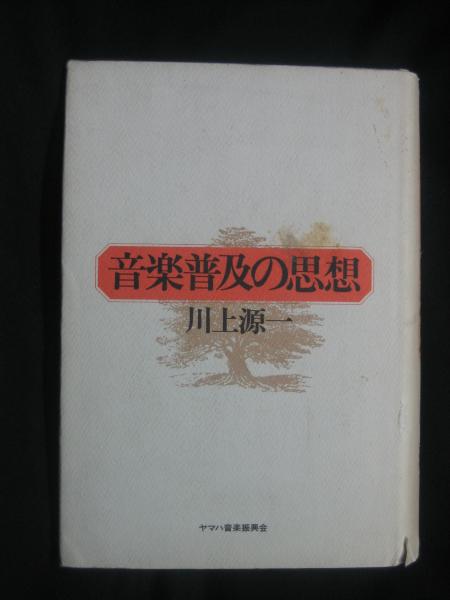 音楽普及の思想
川上源一
ヤマハ音楽振興会